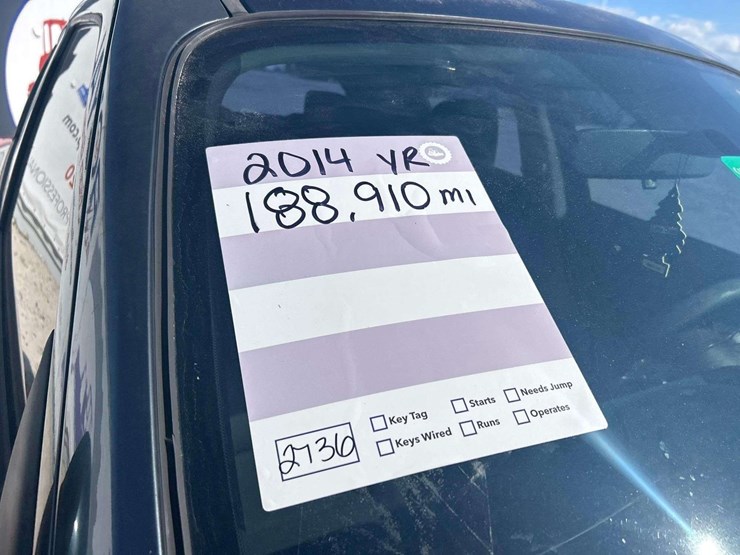 2014 YR
188,910 mi
2736
Key Tag
Starts
Needs Jump
Keys Wired
Runs
Operates